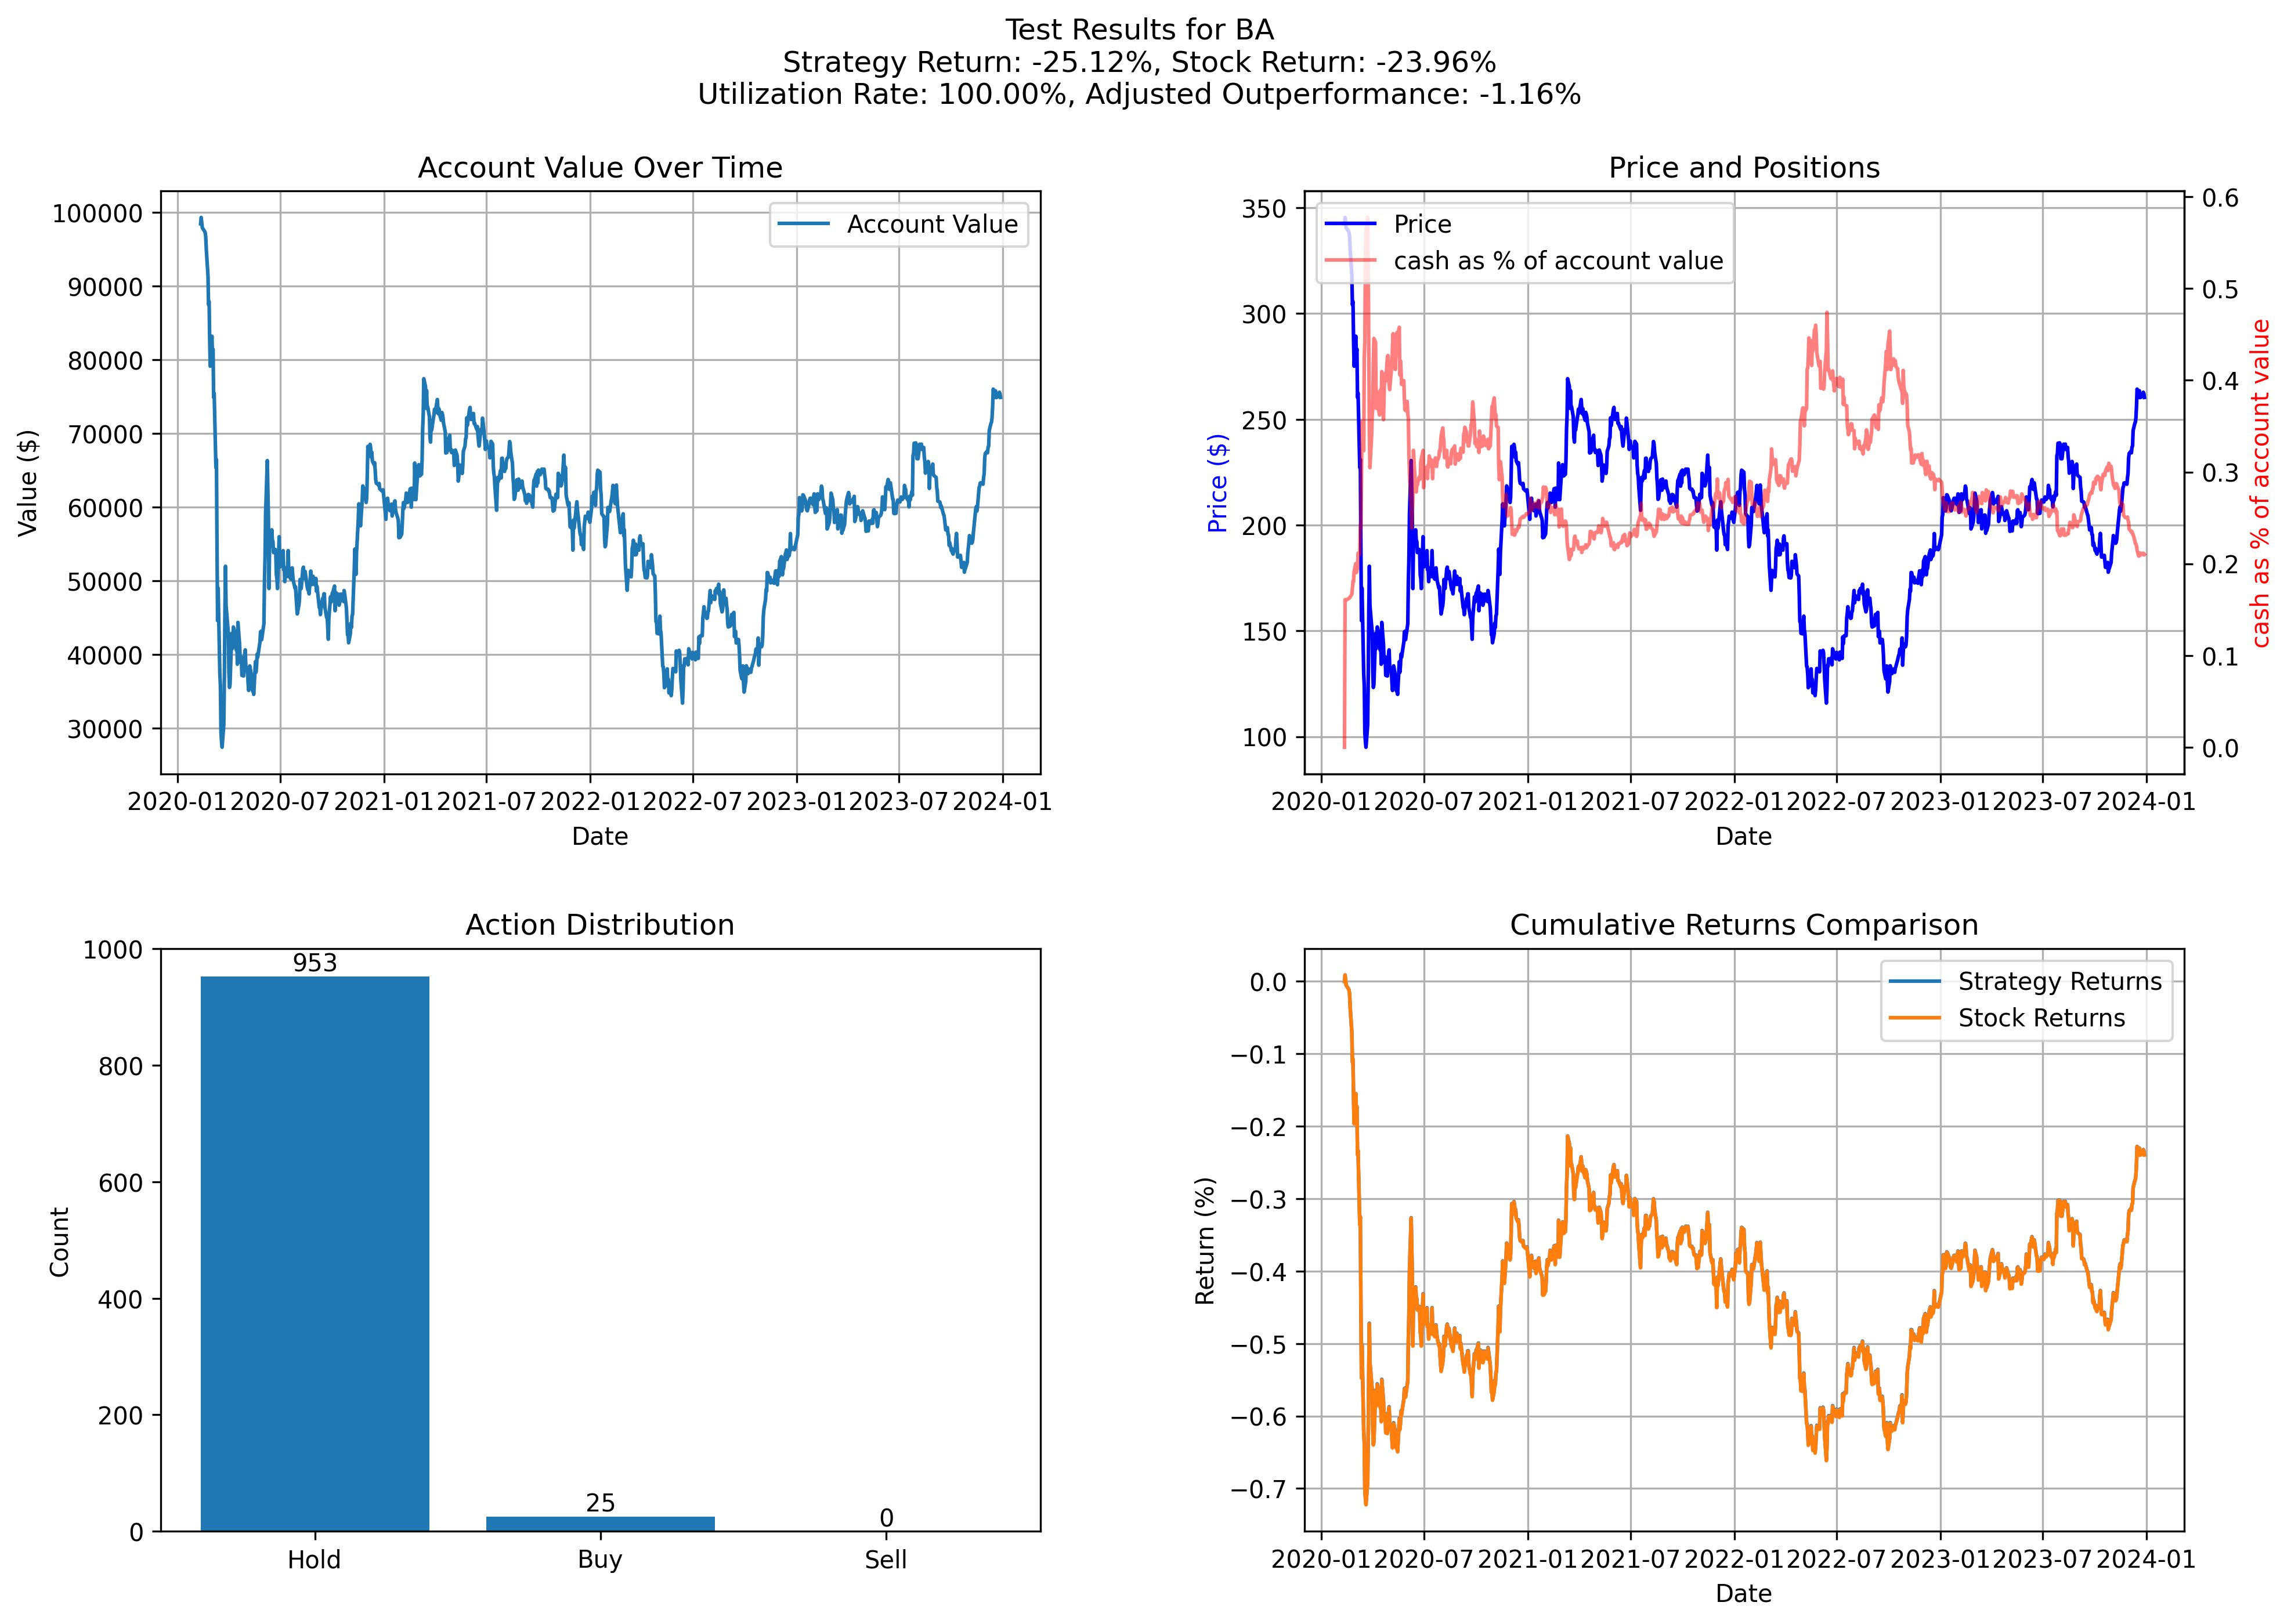 Test Results for BA
Strategy Return: -25.12%, Stock Return: -23.96%
Utilization Rate: 100.00%, Adjusted Outperformance: -1.16%
Account Value Over Time
100000
90000
80000
70000
60000
50000
40000
30000
Value ($)
Account Value
2020-01
2020-07
2021-01
2021-07
2022-01
2022-07
2023-01
2023-07
2024-01
Date
Price and Positions
350
300
250
200
150
100
Price ($)
Price
cash as % of account value
0.6
0.5
0.4
0.3
0.2
0.1
0.0
cash as % of account value
2020-01
2020-07
2021-01
2021-07
2022-01
2022-07
2023-01
2023-07
2024-01
Date
Action Distribution
1000
800
600
400
200
0
Count
953
25
0
Hold
Buy
Sell
Cumulative Returns Comparison
0.0
−0.1
−0.2
−0.3
−0.4
−0.5
−0.6
−0.7
Return (%)
Strategy Returns
Stock Returns
2020-01
2020-07
2021-01
2021-07
2022-01
2022-07
2023-01
2023-07
2024-01
Date